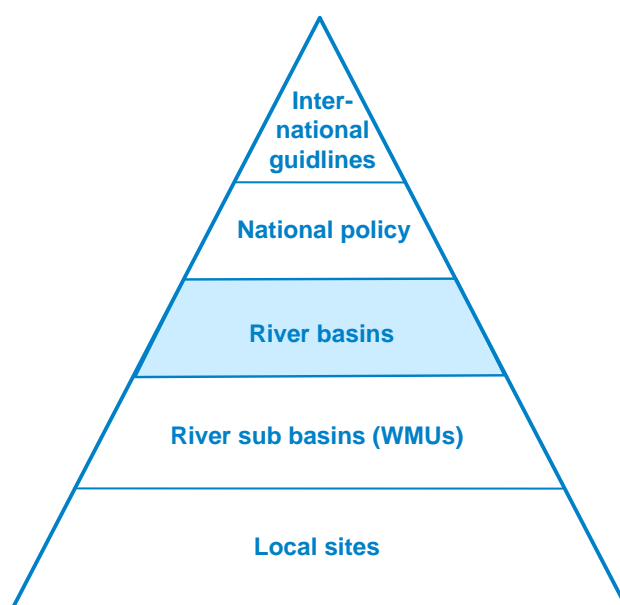 Inter-
national
guidlines
National policy
River basins
River sub basins (WMUs)
Local sites